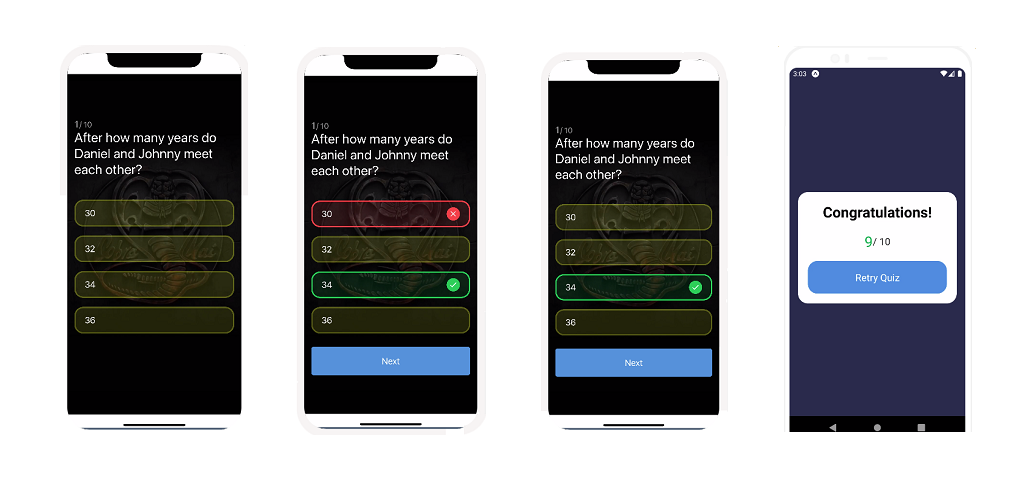 1/ 10
After how many years do
Daniel and Johnny meet
each other?
30
32
34
36
1/ 10
After how many years do
Daniel and Johnny meet
each other?
30
32
34
36
Next
1/ 10
After how many years do
Daniel and Johnny meet
each other?
30
32
34
36
Next
3:03
Congratulations!
9/ 10
Retry Quiz